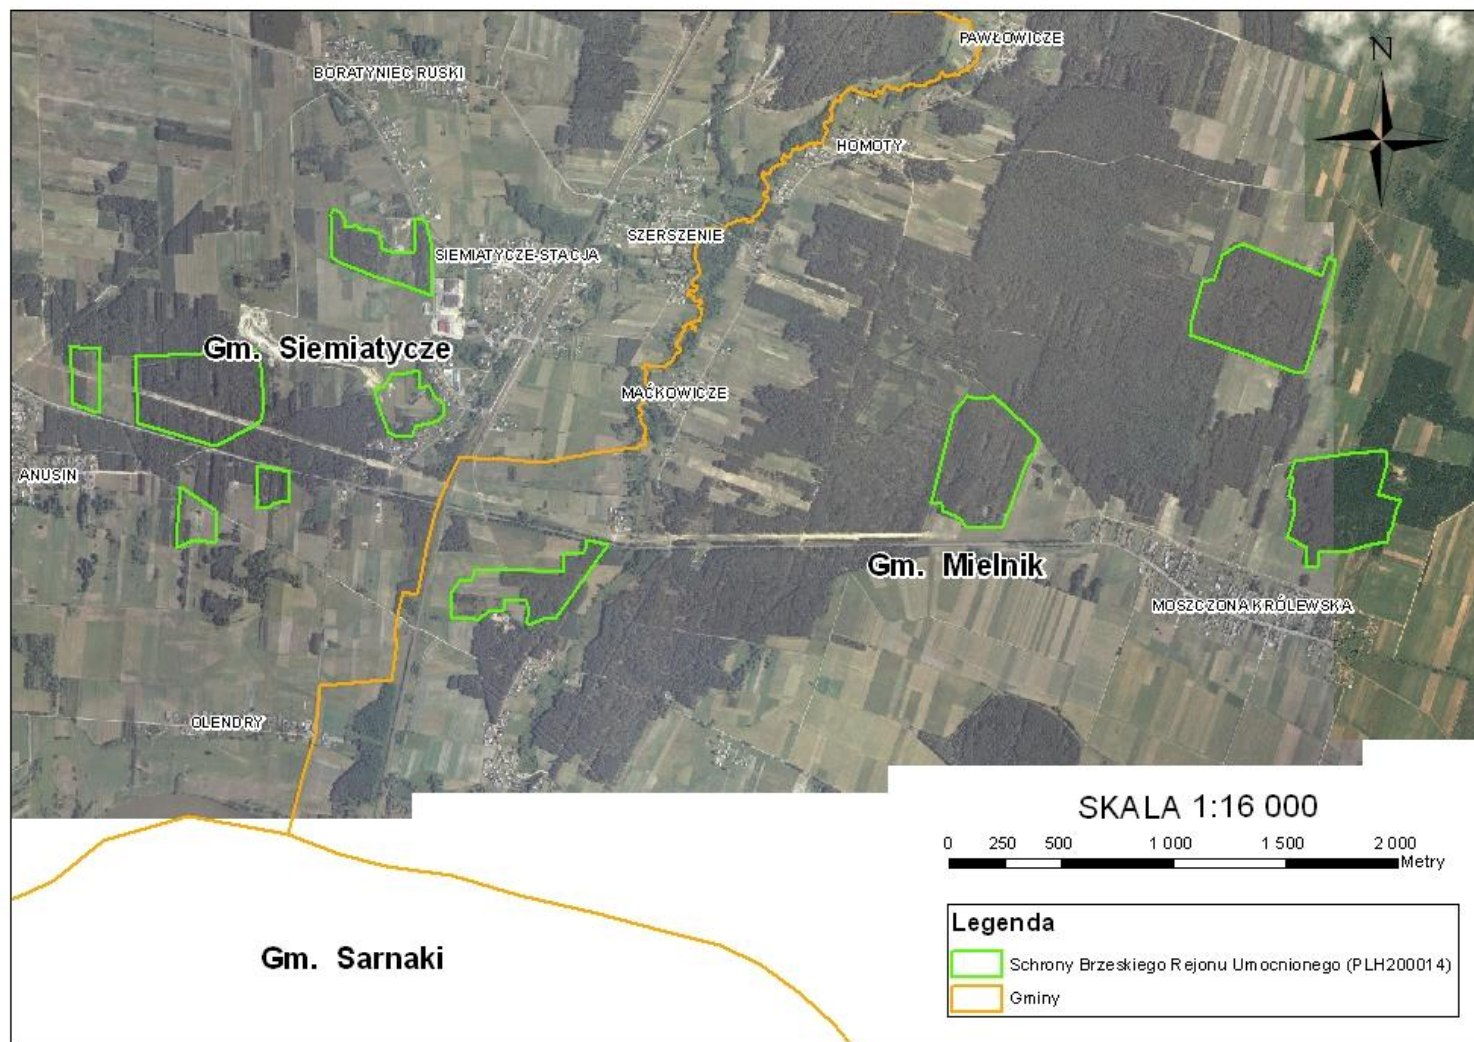 PAWŁOWICZE
N
BORATYNIEC RUSKI
HOMOTY
SZERSZENIE
SIEMIATYCZE-STACJA
Gm. Siemiatycze
MAĆKOWICZE
ANUSIN
Gm. Mielnik
MOSZCZONA KRÓLEWSKA
OLENDRY
SKALA 1:16 000
0 250 500 1 000 1 500 2 000
Metry
Legenda
Schrony Brzeskiego Rejonu Umocnionego (PLH200014)
Gminy
Gm. Sarnaki